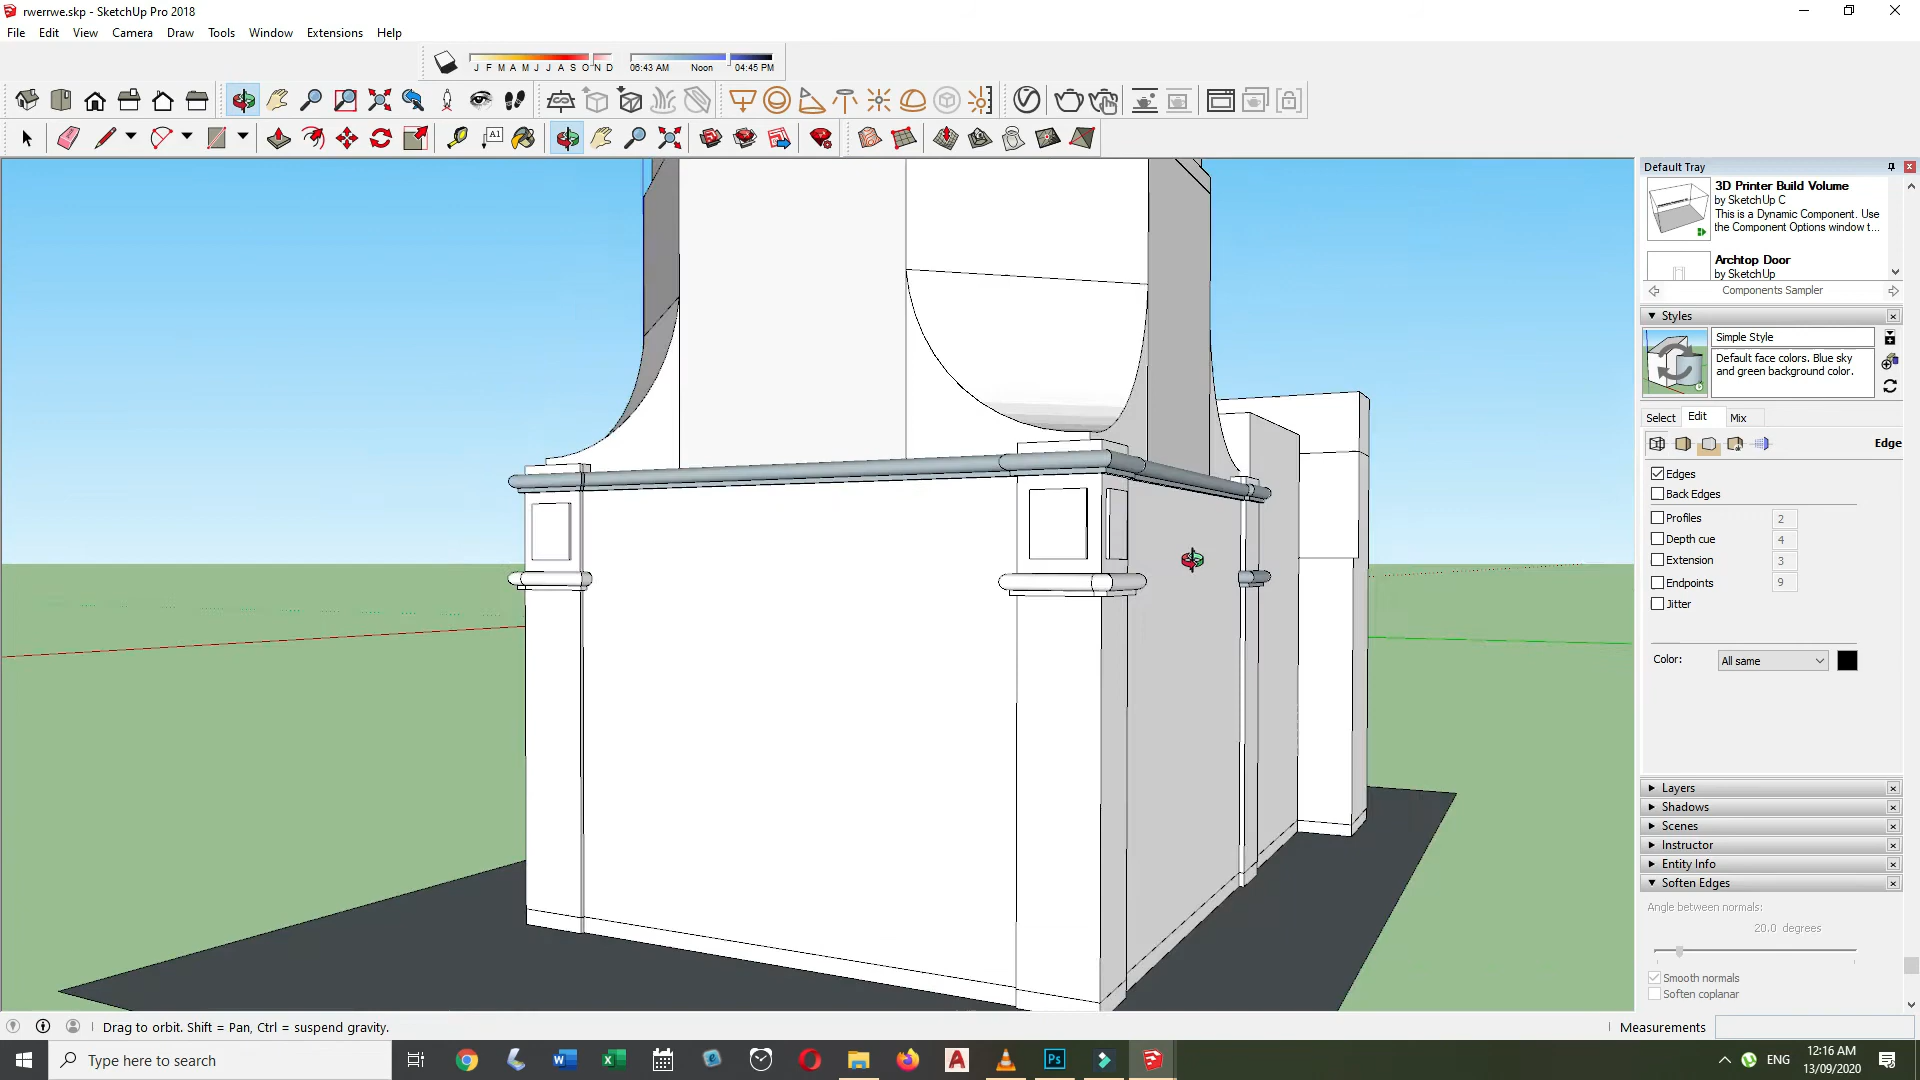 rwerrwe.skp - SketchUp Pro 2018
File Edit View Camera Draw Tools Window Extensions Help
J F M A M J J A S O N D
06:43 AM Noon 04:45 PM
A1
Default Tray
3D Printer Build Volume
by SketchUp C
This is a Dynamic Component. Use
the Component Options window t...
Archtop Door
by SketchUp
Components Sampler
Styles
Simple Style
Default face colors. Blue sky
and green background color.
Select Edit Mix
Edge
Edges
Back Edges
Profiles 2
Depth cue 4
Extension 3
Endpoints 9
Jitter
Color: All same
Layers
Shadows
Scenes
Instructor
Entity Info
Soften Edges
Angle between normals:
20.0 degrees
Smooth normals
Soften coplanar
Drag to orbit. Shift = Pan, Ctrl = suspend gravity.
Measurements
Type here to search
Ps
ENG
12:16 AM
13/09/2020